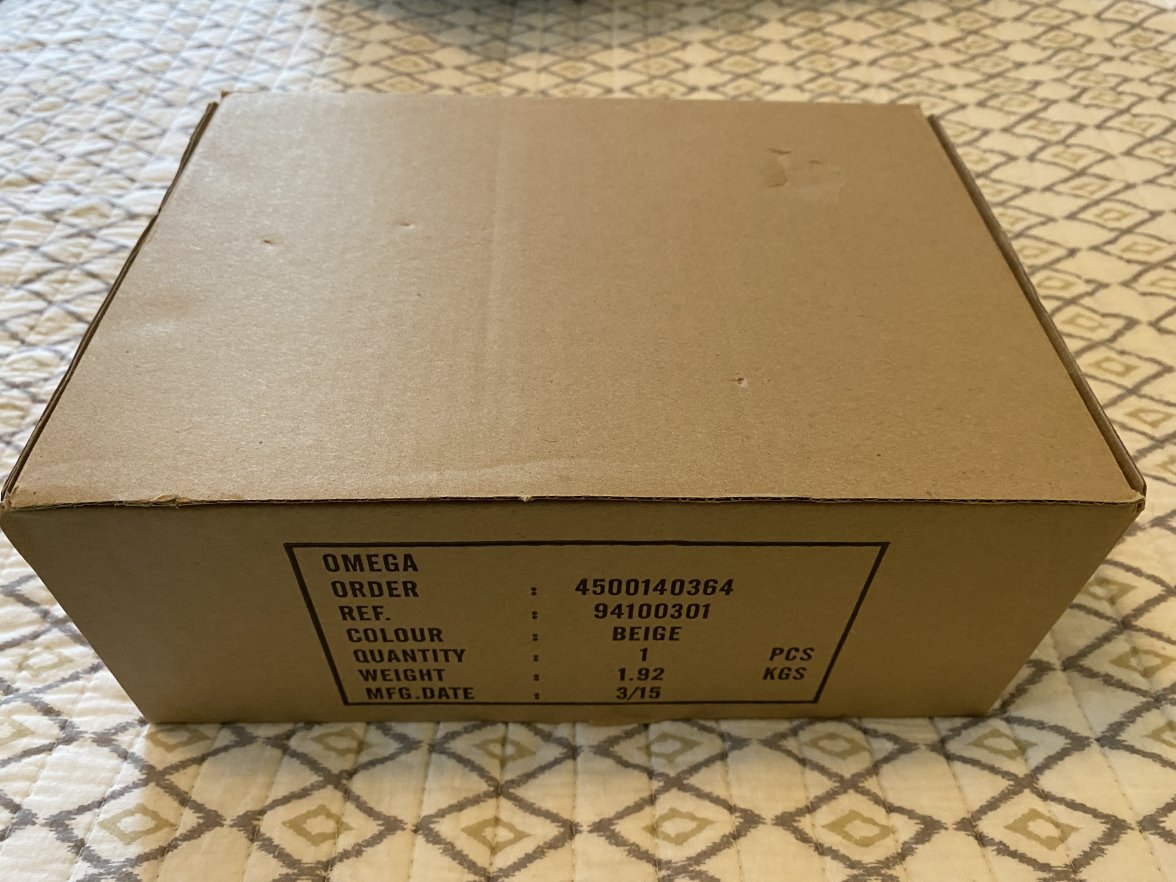 OMEGA
ORDER : 4500140364
REF. : 94100301
COLOUR : BEIGE
QUANTITY : 1 PCS
WEIGHT : 1.92 KGS
MFG.DATE : 3/15